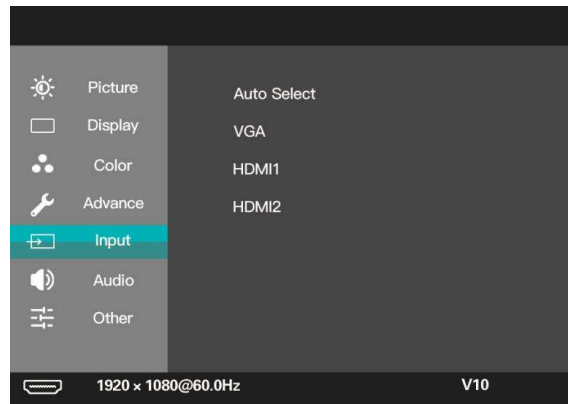 Picture
Display
Color
Advance
Input
Audio
Other
Auto Select
VGA
HDMI1
HDMI2
1920 × 1080@60.0Hz
V10